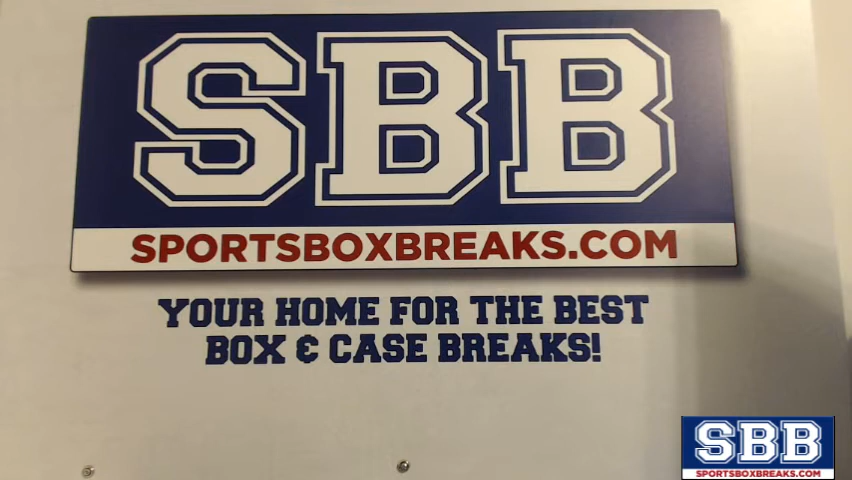 SBB
SPORTSBOXBREAKS.COM
YOUR HOME FOR THE BEST
BOX & CASE BREAKS!
SBB
SPORTSBOXBREAKS.COM